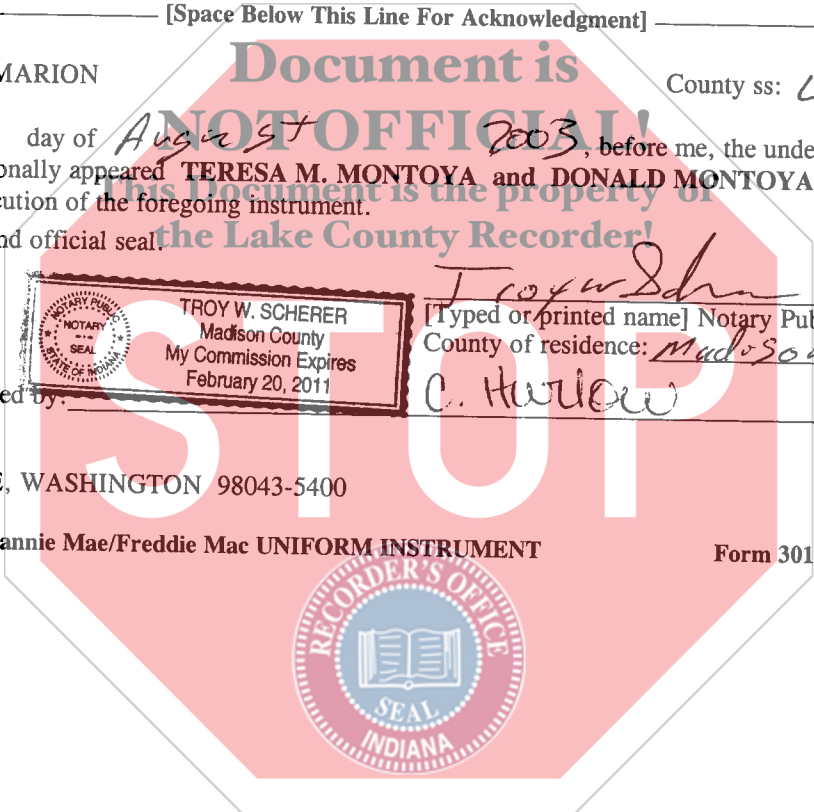 [Space Below This Line For Acknowledgment]
Document is
MARION
County ss:
NOT OFFICIAL!
day of August 2003, before me, the unde
onally appeared TERESA M. MONTOYA and DONALD MONTOYA
This Document is the property of
cution of the foregoing instrument.
nd official seal.
the Lake County Recorder!
Troy W Sch
NOTARY PUBLIC
NOTARY
SEAL
STATE OF INDIANA
TROY W. SCHERER
Madison County
My Commission Expires
February 20, 2011
[Typed or printed name] Notary Pub
County of residence: Madison
ed by:
C. Hurlow
STOP
E, WASHINGTON 98043-5400
annie Mae/Freddie Mac UNIFORM INSTRUMENT
Form 301
RECORDER'S OFFICE
SEAL
INDIANA